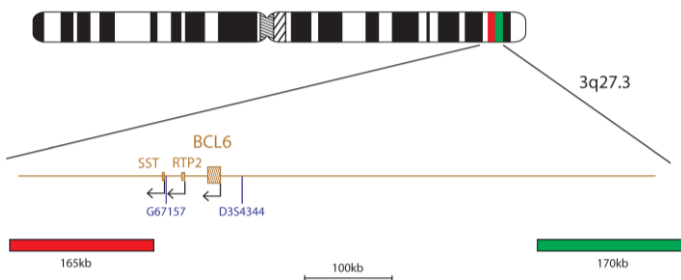 3q27.3
BCL6
SST RTP2
G67157 D3S4344
165kb
100kb
170kb